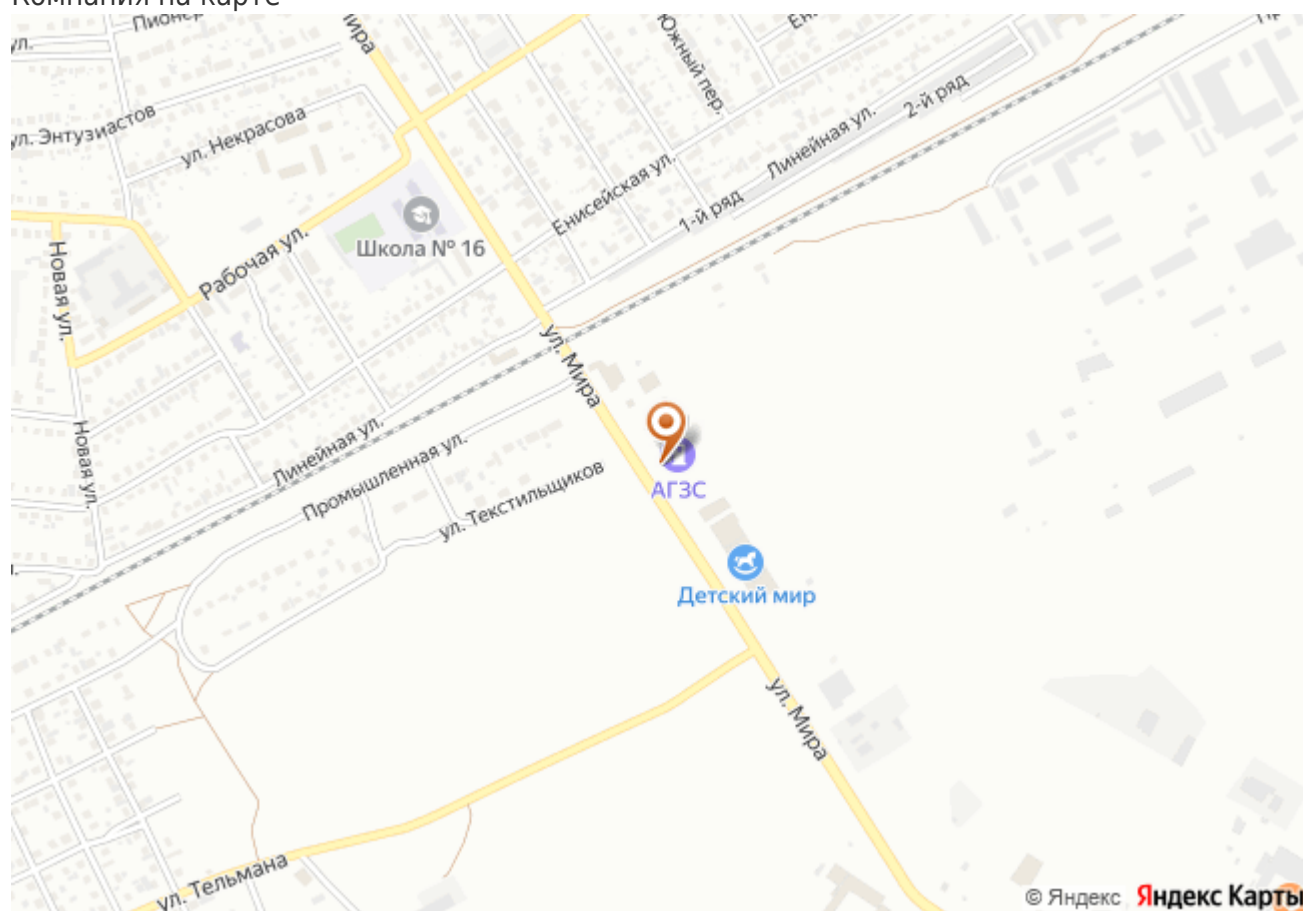 Компания на карте
Пионер
ул.
Мира
Южный пер.
ул. Энтузиастов
ул. Некрасова
2-й ряд
Линейная ул.
Енисейская ул.
1-й ряд
Школа № 16
Рабочая ул.
Новая ул.
ул. Мира
Новая ул.
Линейная ул.
Промышленная ул.
ул. Текстильщиков
АГЗС
Детский мир
ул. Мира
ул. Тельмана
© Яндекс Яндекс Карты